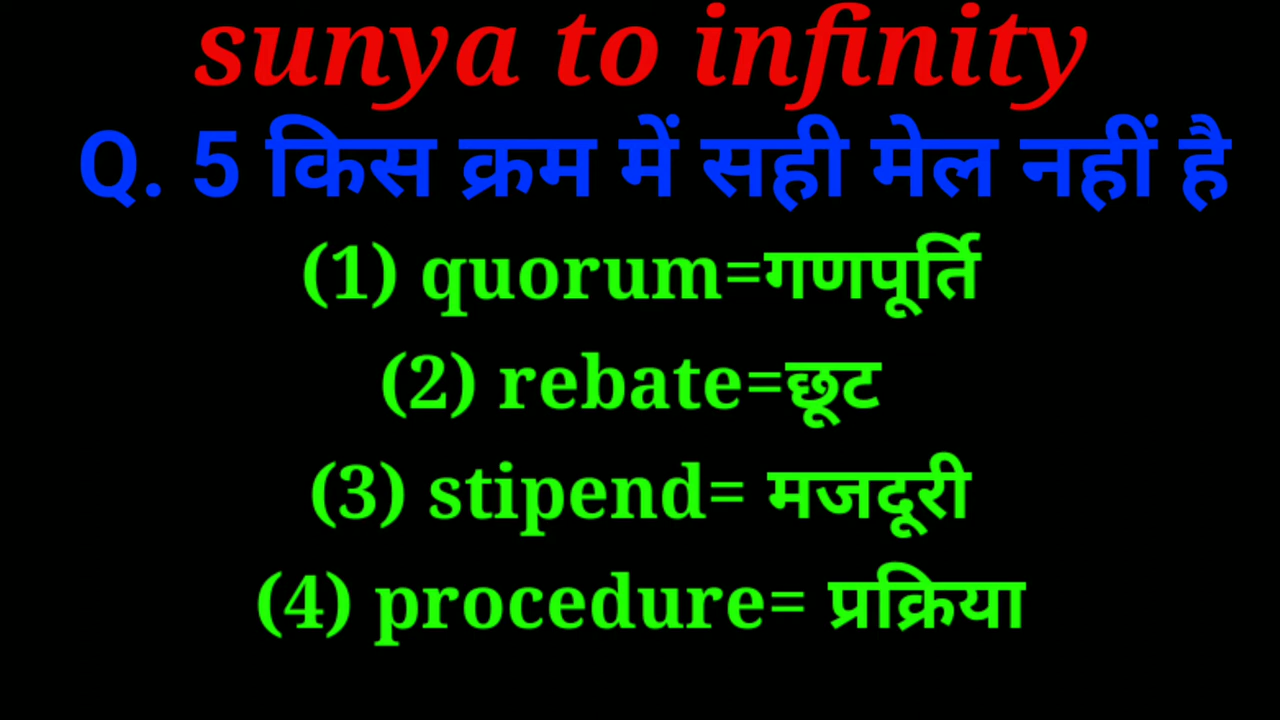 sunya to infinity
Q. 5 किस क्रम में सही मेल नहीं है
(1) quorum=गणपूर्ति
(2) rebate=छूट
(3) stipend= मजदूरी
(4) procedure= प्रक्रिया